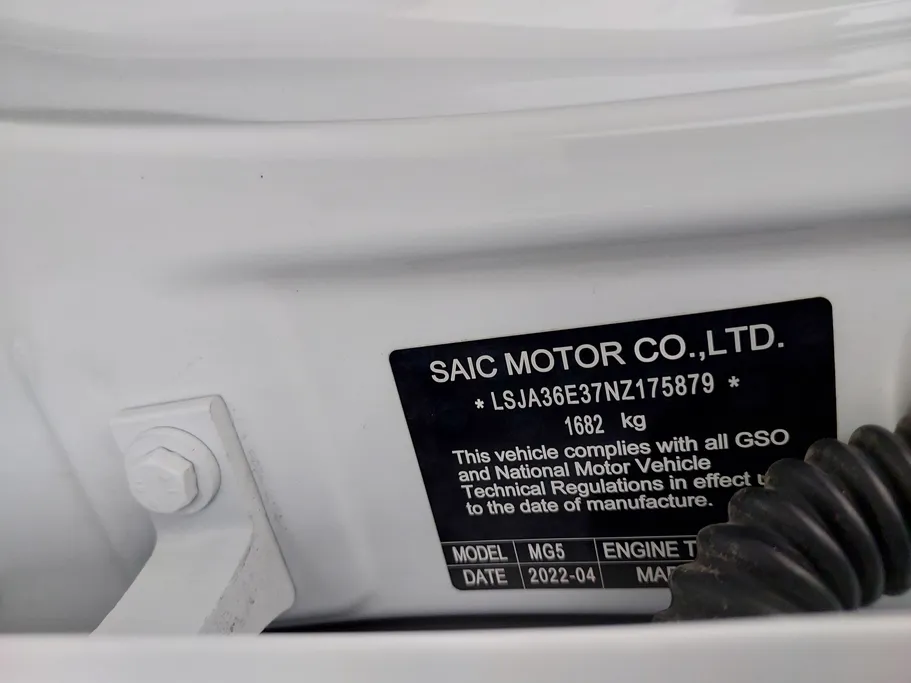 SAIC MOTOR CO.,LTD.
* LSJA36E37NZ175879 *
1682 kg
This vehicle complies with all GSO
and National Motor Vehicle
Technical Regulations in effect
to the date of manufacture.
MODEL MG5 ENGINE
DATE 2022-04